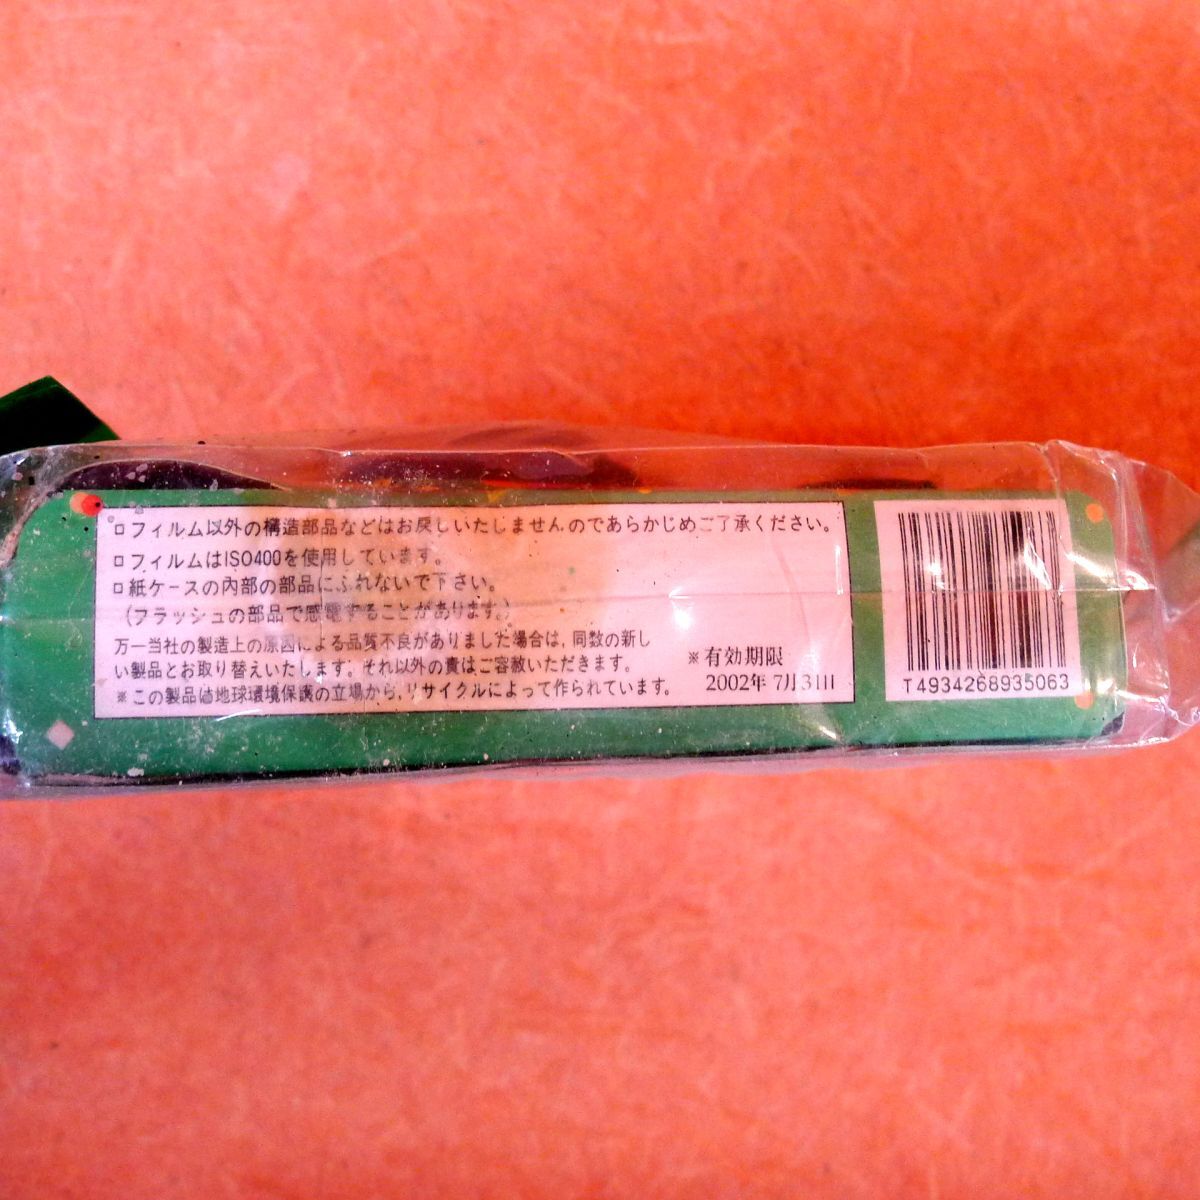 □フィルム以外の構造部品などはお戻しいたしませんのであらかじめご了承ください。
□フィルムはISO400を使用しています。
□紙ケースの内部の部品にふれないで下さい。
(フラッシュの部品で感電することがあります。)
万一当社の製造上の原因による品質不良がありました場合は、同数の新し
い製品とお取り替えいたします。それ以外の責はご容赦いただきます。
※この製品は地球環境保護の立場から、リサイクルによって作られています。
※有効期限
2002年 7月31日
T4934268935063